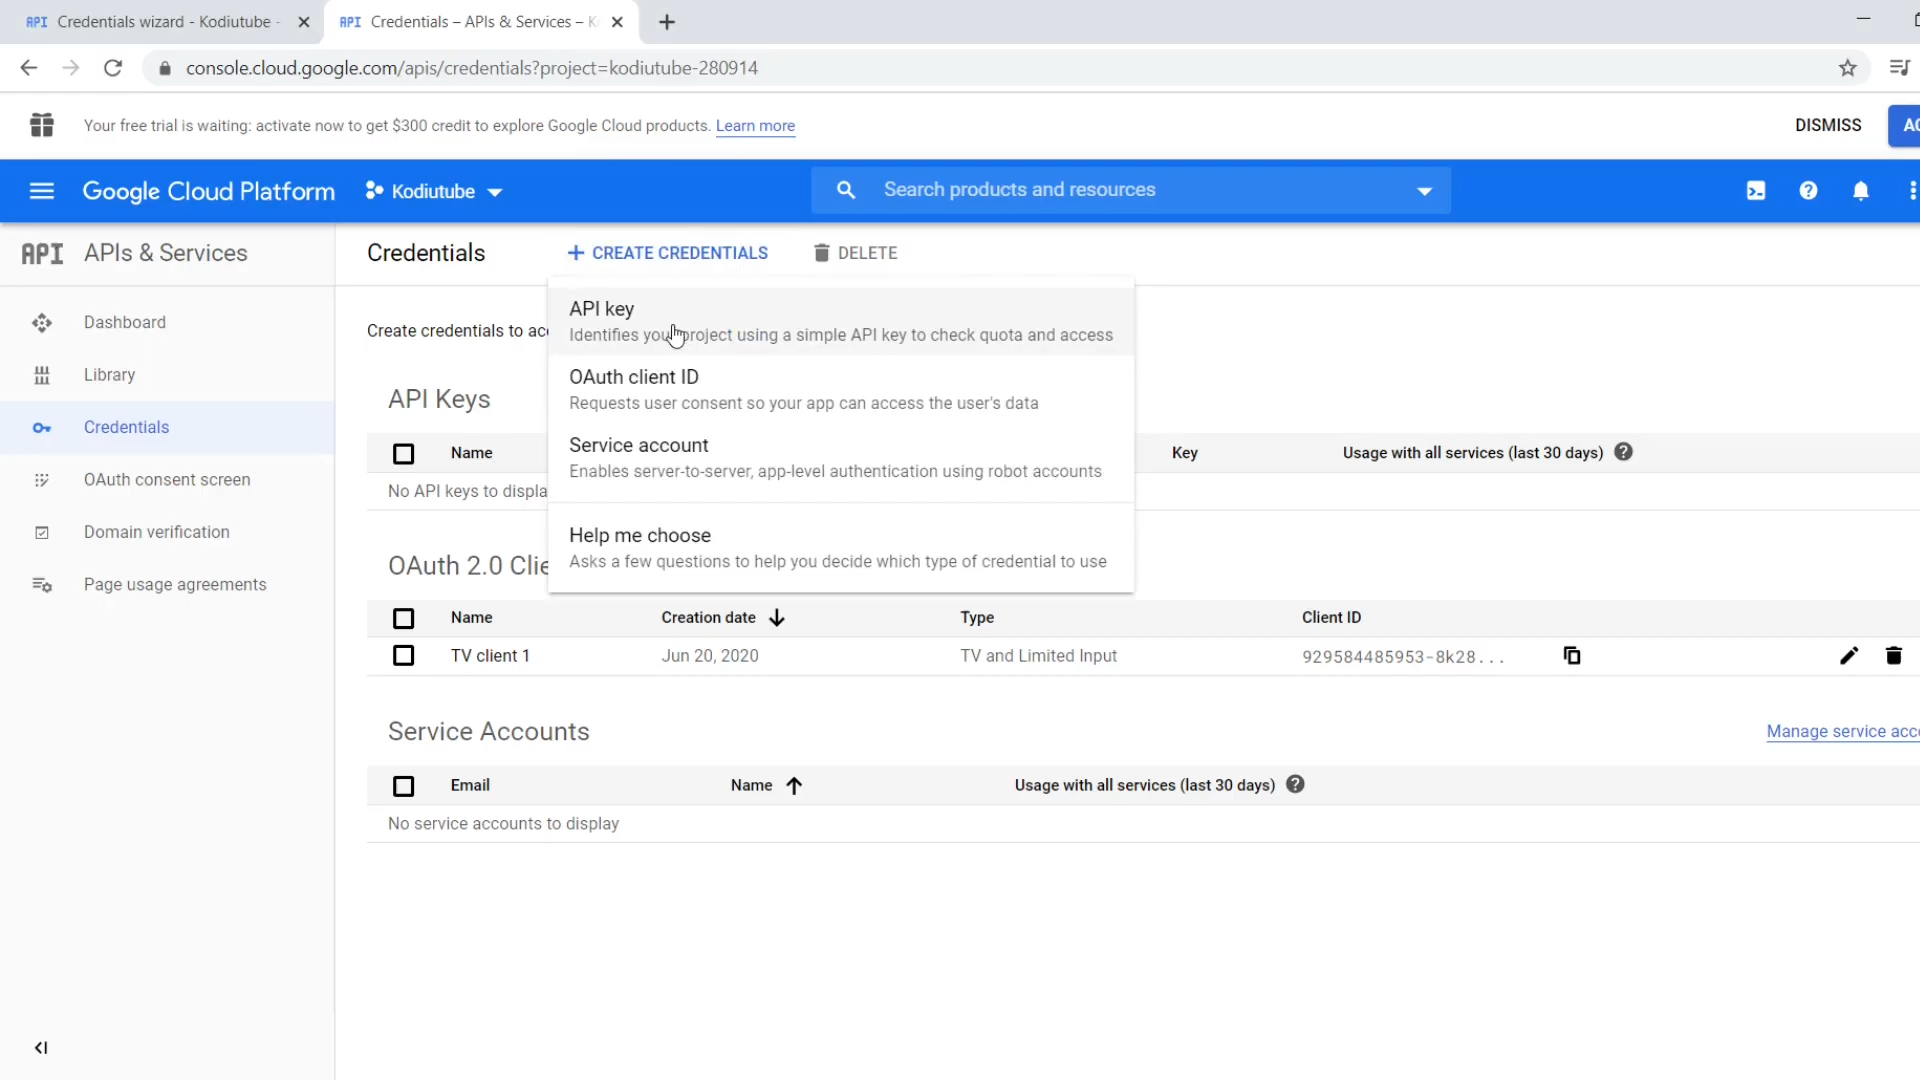 API Credentials wizard - Kodiutube -
API Credentials – APIs & Services – K
console.cloud.google.com/apis/credentials?project=kodiutube-280914
Your free trial is waiting: activate now to get $300 credit to explore Google Cloud products. Learn more
DISMISS
Google Cloud Platform
Kodiutube
Search products and resources
API APIs & Services
Credentials
+ CREATE CREDENTIALS
DELETE
Dashboard
Library
Credentials
OAuth consent screen
Domain verification
Page usage agreements
Create credentials to
API key
Identifies your project using a simple API key to check quota and access
OAuth client ID
Requests user consent so your app can access the user's data
Service account
Enables server-to-server, app-level authentication using robot accounts
Help me choose
Asks a few questions to help you decide which type of credential to use
API Keys
Name
Key
Usage with all services (last 30 days)
No API keys to displa
OAuth 2.0 Clie
Name
Creation date
Type
Client ID
TV client 1
Jun 20, 2020
TV and Limited Input
929584485953-8k28...
Service Accounts
Manage service acco
Email
Name
Usage with all services (last 30 days)
No service accounts to display